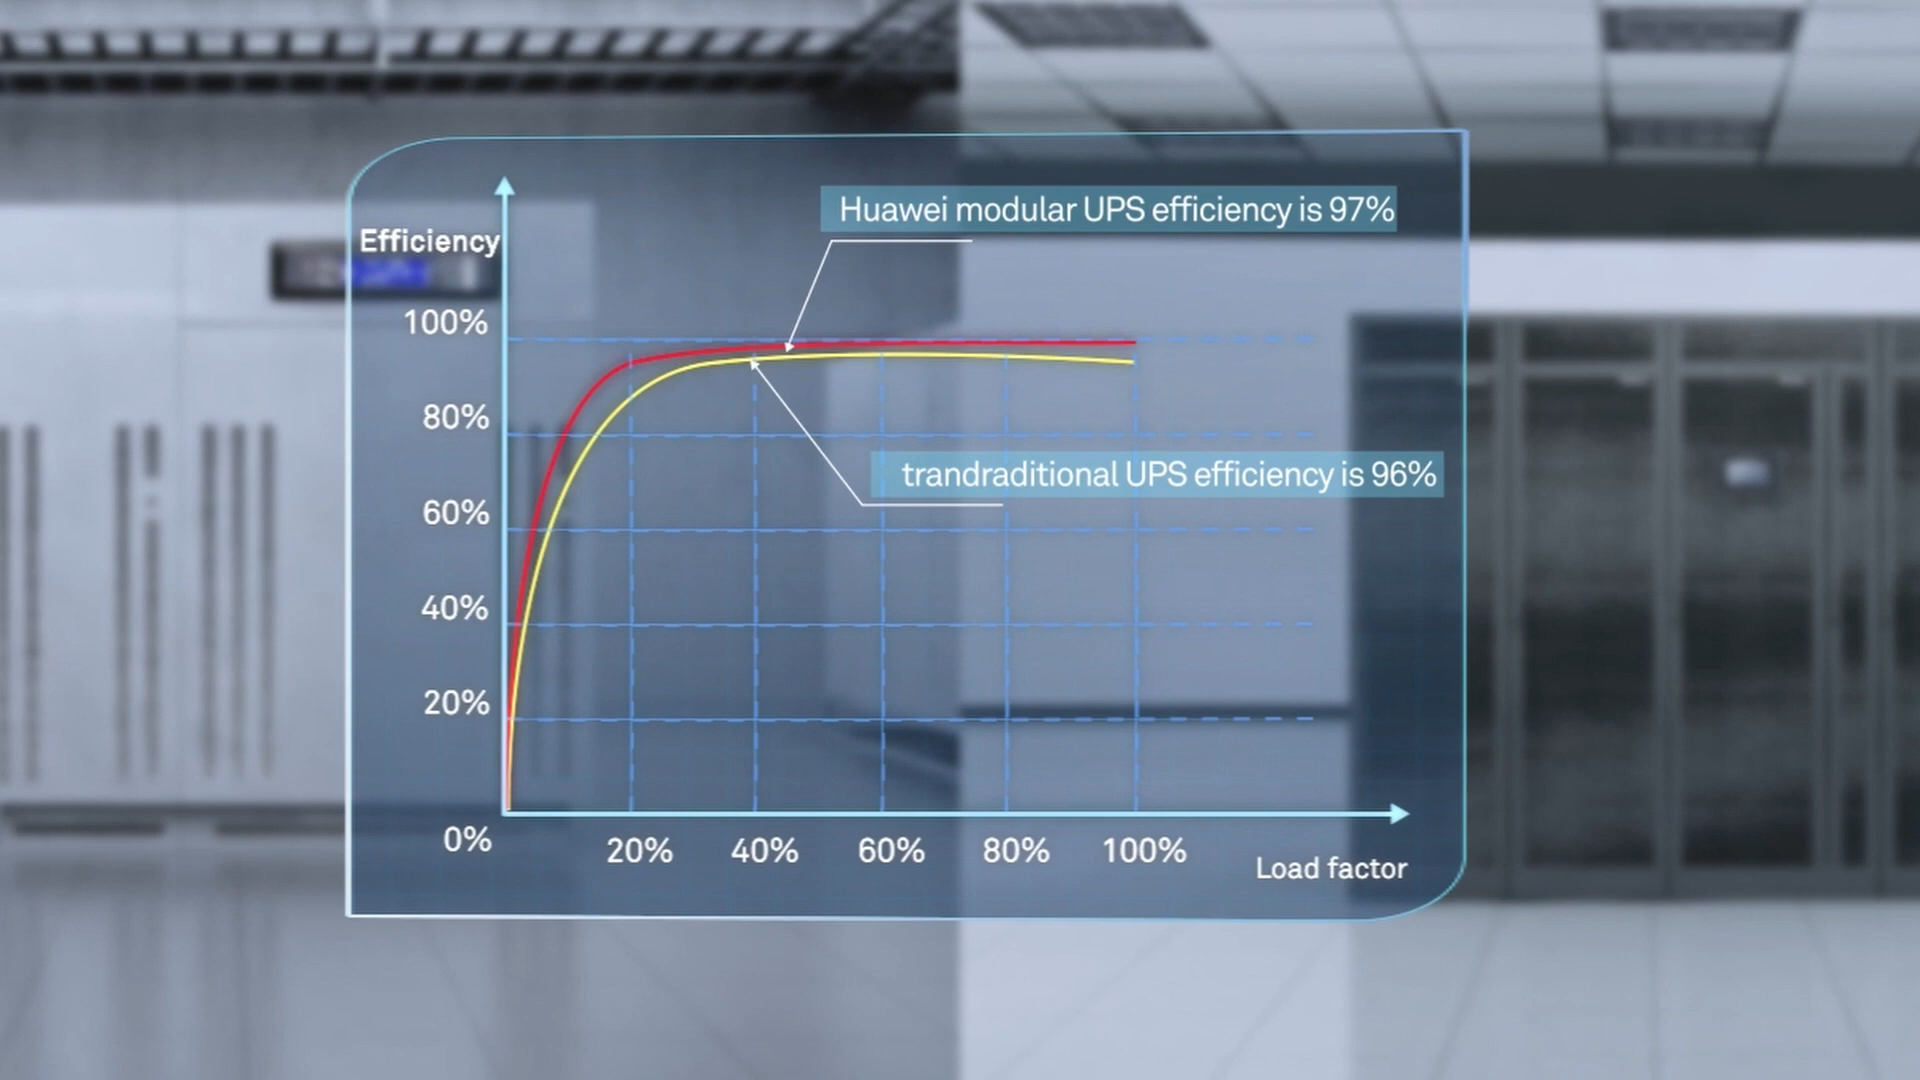 Huawei modular UPS efficiency is 97%
Efficiency
100%
80%
trandraditional UPS efficiency is 96%
60%
40%
20%
0%
20% 40% 60% 80% 100%
Load factor